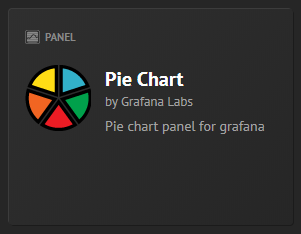 PANEL
Pie Chart
by Grafana Labs
Pie chart panel for grafana